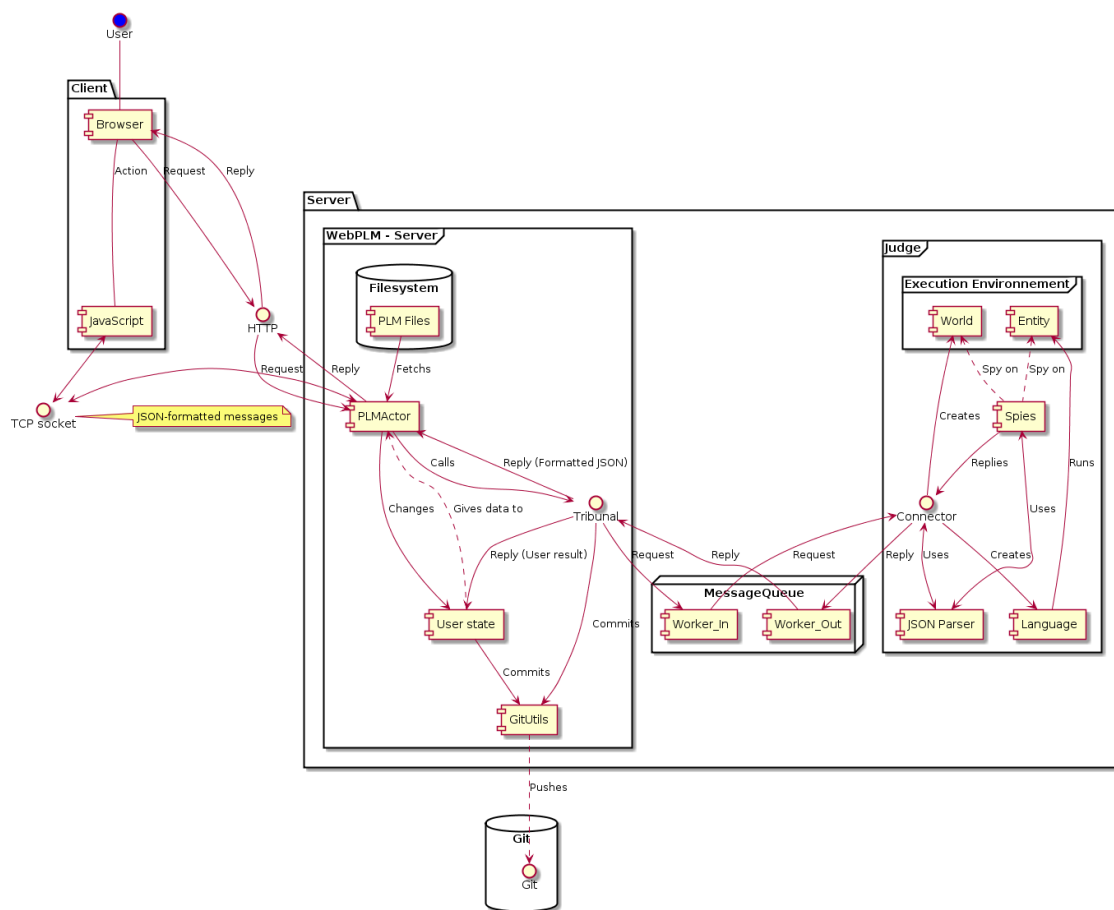 User
Client
Browser
Action
Request
Reply
Server
WebPLM - Server
Judge
Filesystem
Execution Environnement
PLM Files
World
Entity
JavaScript
HTTP
Request
Reply
Fetchs
Spy on
Spy on
TCP socket
JSON-formatted messages
PLMActor
Creates
Spies
Calls
Reply (Formatted JSON)
Replies
Runs
Changes
Gives data to
Tribunal
Connector
Uses
Reply (User result)
Request
Reply
Request
Reply
Uses
Creates
MessageQueue
User state
Worker_In
Worker_Out
JSON Parser
Language
Commits
Commits
GitUtils
Pushes
Git
Git